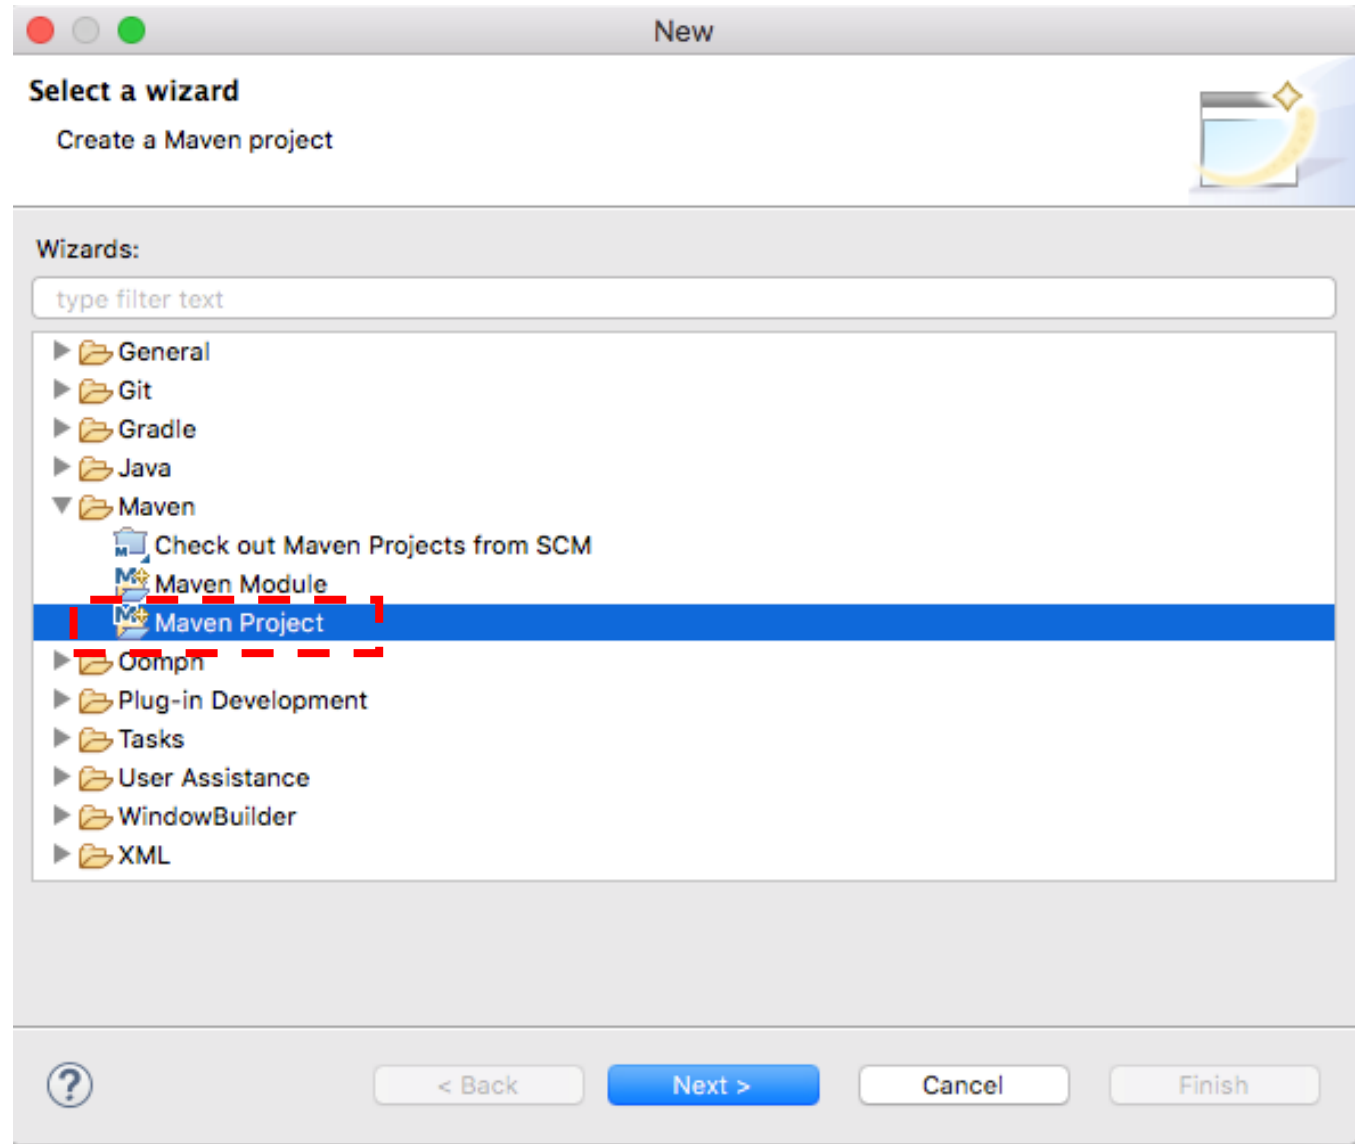 New
Select a wizard
Create a Maven project
Wizards:
type filter text
General
Git
Gradle
Java
Maven
Check out Maven Projects from SCM
Maven Module
Maven Project
Oomph
Plug-in Development
Tasks
User Assistance
WindowBuilder
XML
? < Back Next > Cancel Finish